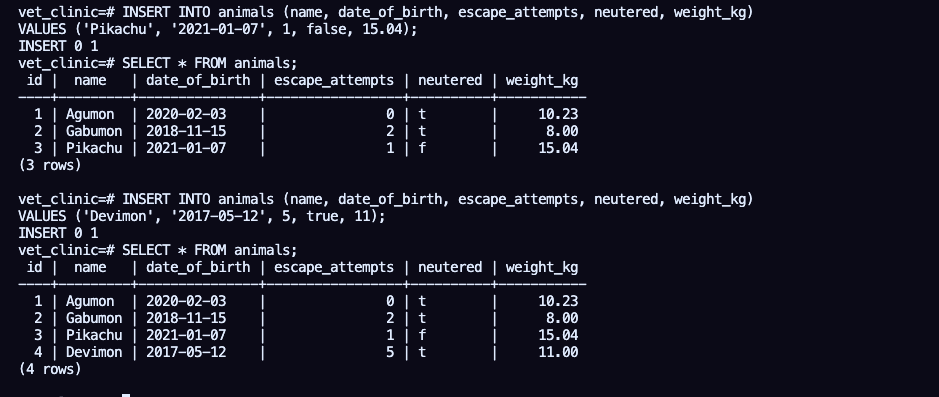 vet_clinic=# INSERT INTO animals (name, date_of_birth, escape_attempts, neutered, weight_kg)
VALUES ('Pikachu', '2021-01-07', 1, false, 15.04);
INSERT 0 1
vet_clinic=# SELECT * FROM animals;
 id |  name   | date_of_birth | escape_attempts | neutered | weight_kg
----+---------+---------------+-----------------+----------+-----------
  1 | Agumon  | 2020-02-03    |               0 | t        |     10.23
  2 | Gabumon | 2018-11-15    |               2 | t        |      8.00
  3 | Pikachu | 2021-01-07    |               1 | f        |     15.04
(3 rows)
vet_clinic=# INSERT INTO animals (name, date_of_birth, escape_attempts, neutered, weight_kg)
VALUES ('Devimon', '2017-05-12', 5, true, 11);
INSERT 0 1
vet_clinic=# SELECT * FROM animals;
 id |  name   | date_of_birth | escape_attempts | neutered | weight_kg
----+---------+---------------+-----------------+----------+-----------
  1 | Agumon  | 2020-02-03    |               0 | t        |     10.23
  2 | Gabumon | 2018-11-15    |               2 | t        |      8.00
  3 | Pikachu | 2021-01-07    |               1 | f        |     15.04
  4 | Devimon | 2017-05-12    |               5 | t        |     11.00
(4 rows)